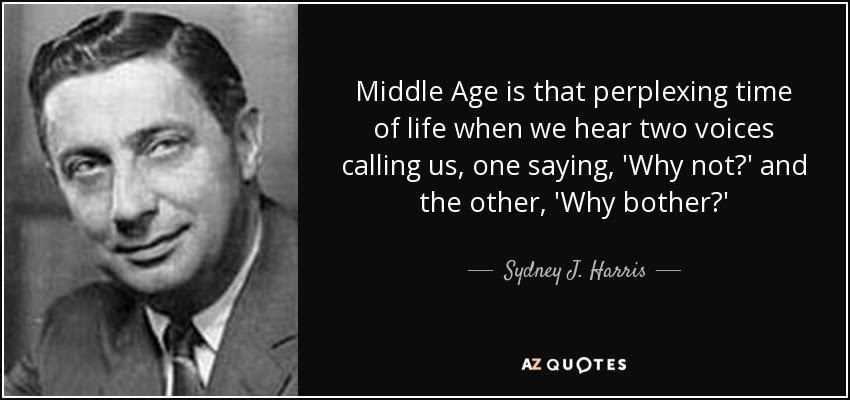 Middle Age is that perplexing time
of life when we hear two voices
calling us, one saying, 'Why not?' and
the other, 'Why bother?'
Sydney J. Harris
AZ QUOTES